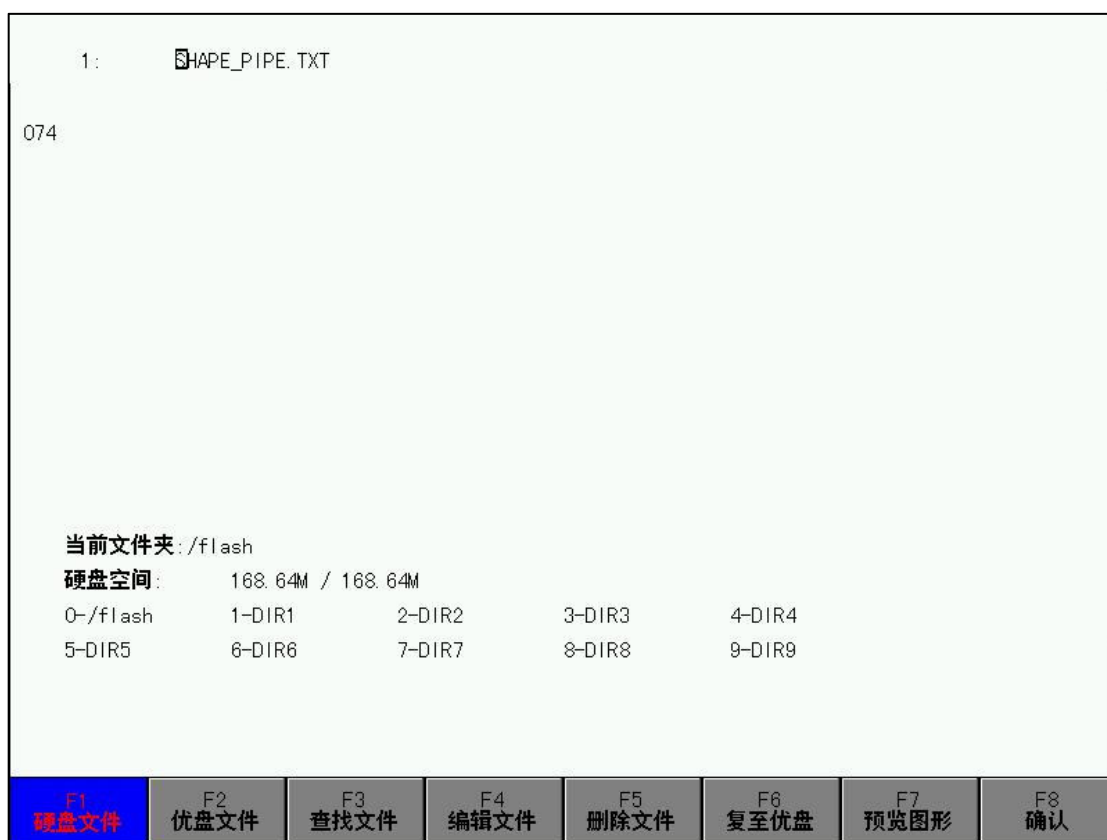 1: SHAPE_PIPE.TXT
074
当前文件夹:/flash
硬盘空间: 168.64M / 168.64M
0-/flash 1-DIR1 2-DIR2 3-DIR3 4-DIR4
5-DIR5 6-DIR6 7-DIR7 8-DIR8 9-DIR9
F1 F2 F3 F4 F5 F6 F7 F8
硬盘文件 优盘文件 查找文件 编辑文件 删除文件 复至优盘 预览图形 确认